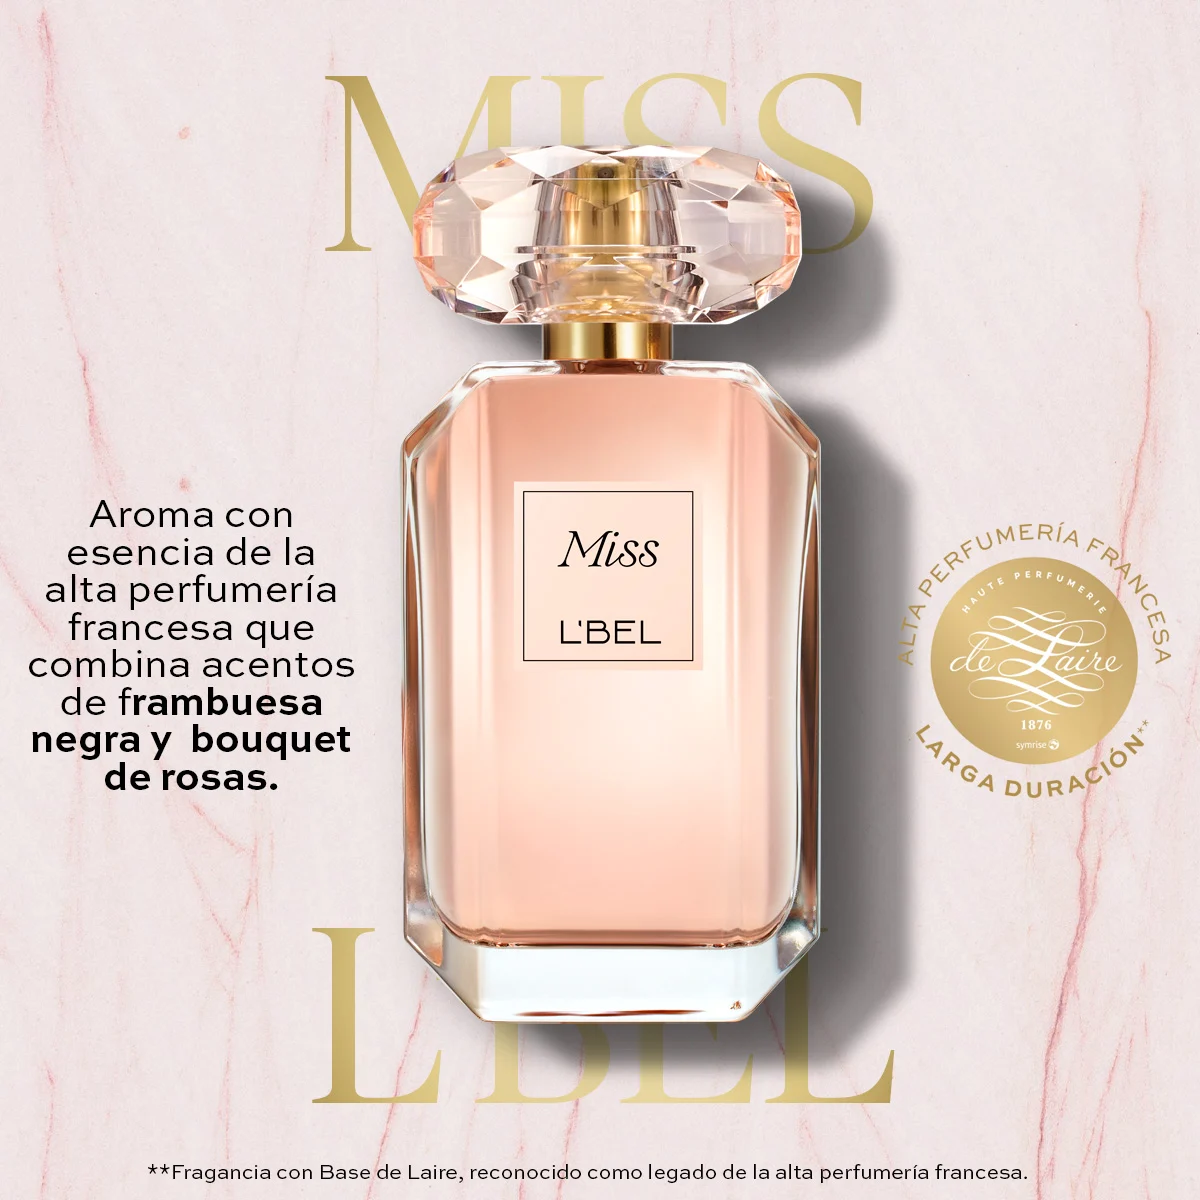 MISS
Miss
L'BEL
Aroma con
esencia de la
alta perfumería
francesa que
combina acentos
de frambuesa
negra y bouquet
de rosas.
ALTA PERFUMERÍA FRANCESA
HAUTE PERFUMERIE
de Laire
1876
symrise
LARGA DURACIÓN**
L'BEL
**Fragancia con Base de Laire, reconocido como legado de la alta perfumería francesa.